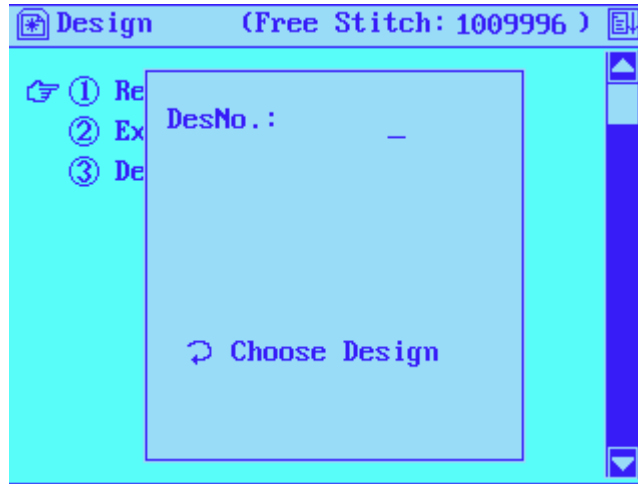 Design (Free Stitch: 1009996 )
① Re
② Ex
③ De
DesNo.: _
Choose Design